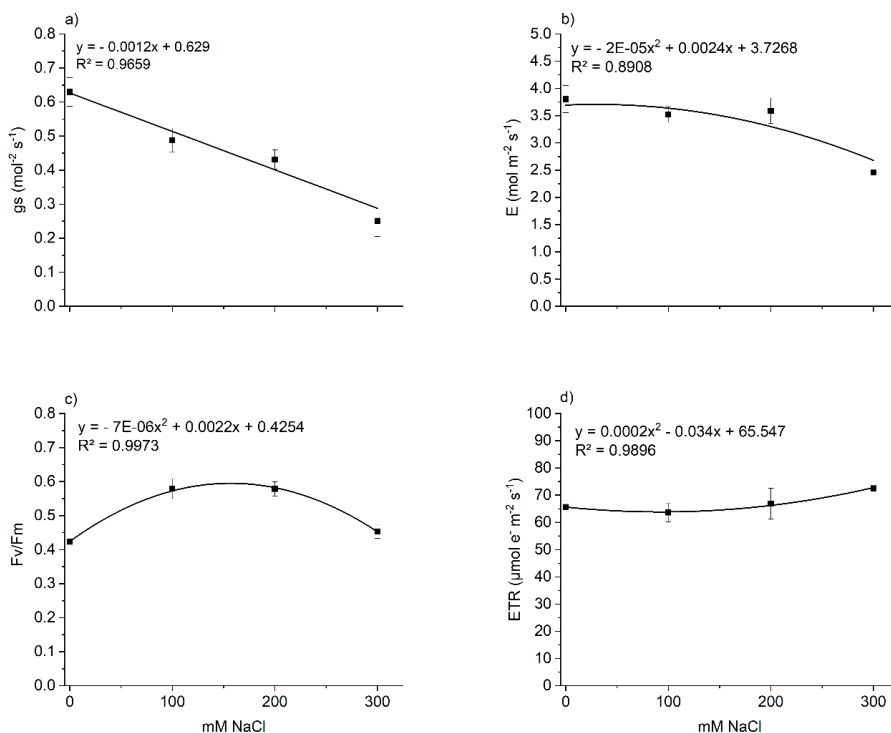 a)
y = - 0.0012x + 0.629
R² = 0.9659
0.8
0.7
0.6
0.5
0.4
0.3
0.2
0.1
0.0
gs (mol⁻² s⁻¹)
b)
y = - 2E-05x² + 0.0024x + 3.7268
R² = 0.8908
5.0
4.5
4.0
3.5
3.0
2.5
2.0
1.5
1.0
0.5
0.0
E (mol m⁻² s⁻¹)
c)
y = - 7E-06x² + 0.0022x + 0.4254
R² = 0.9973
0.8
0.7
0.6
0.5
0.4
0.3
0.2
0.1
0.0
Fv/Fm
0 100 200 300
mM NaCl
d)
y = 0.0002x² - 0.034x + 65.547
R² = 0.9896
100
90
80
70
60
50
40
30
20
10
0
ETR (µmol e⁻ m⁻² s⁻¹)
0 100 200 300
mM NaCl